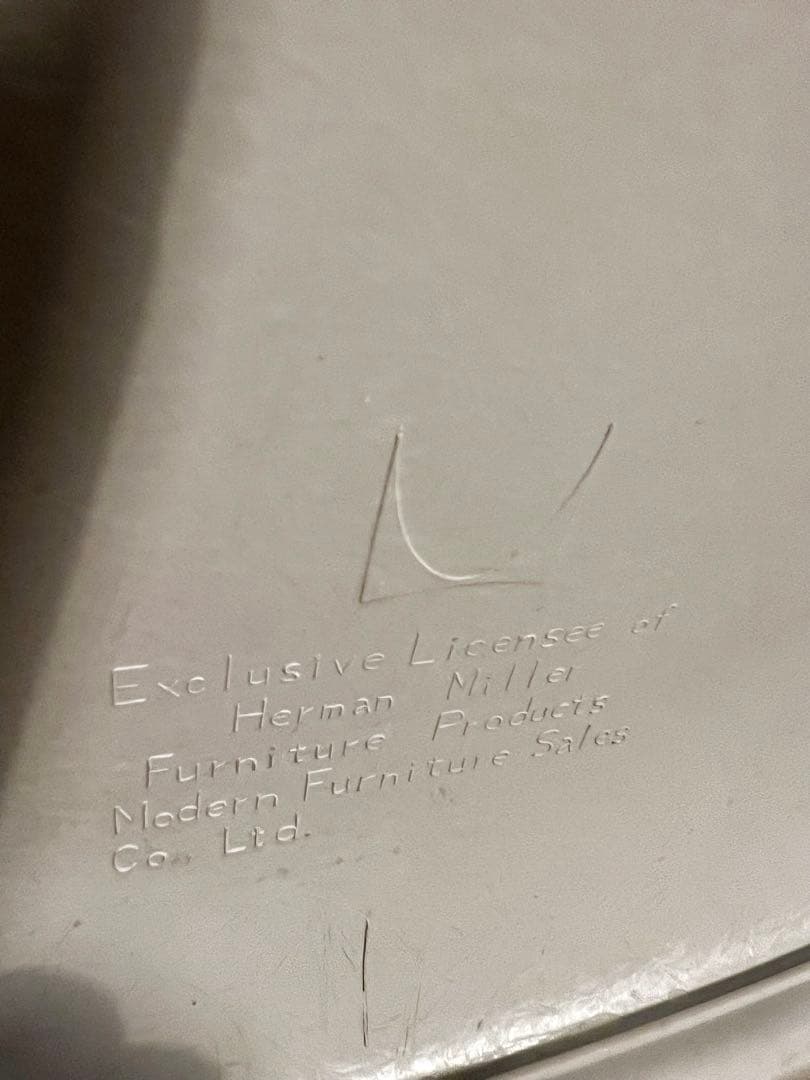 Exclusive Licensee of
Herman Miller
Furniture Products
Modern Furniture Sales
Co. Ltd.